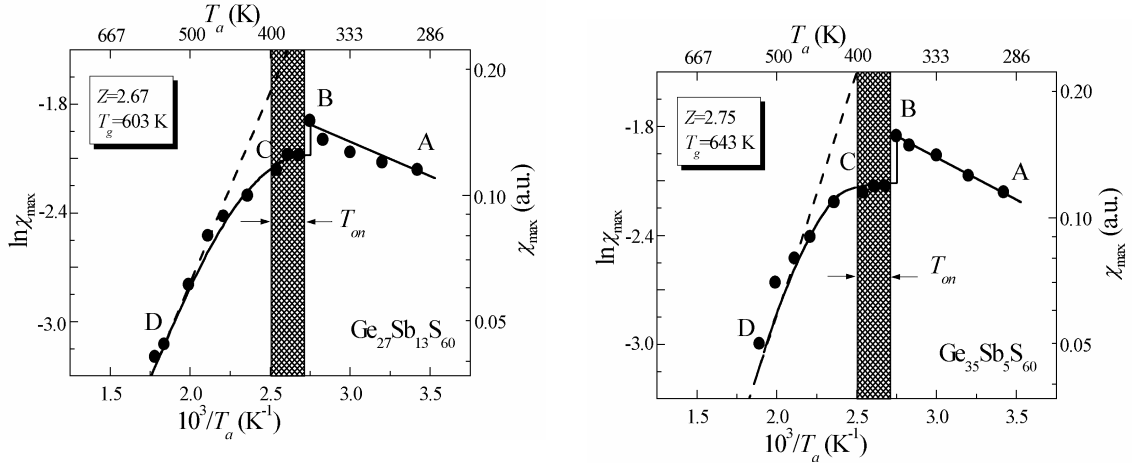 T_a (K)
667 500 400 333 286
Z=2.67
T_g=603 K
B
A
C
D
T_on
Ge27Sb13S60
-1.8
-2.4
-3.0
lnχ_max
0.20
0.10
0.05
χ_max (a.u.)
1.5 2.0 2.5 3.0 3.5
10^3/T_a (K^-1)
T_a (K)
667 500 400 333 286
Z=2.75
T_g=643 K
B
A
C
D
T_on
Ge35Sb5S60
-1.8
-2.4
-3.0
lnχ_max
0.20
0.10
0.05
χ_max (a.u.)
1.5 2.0 2.5 3.0 3.5
10^3/T_a (K^-1)